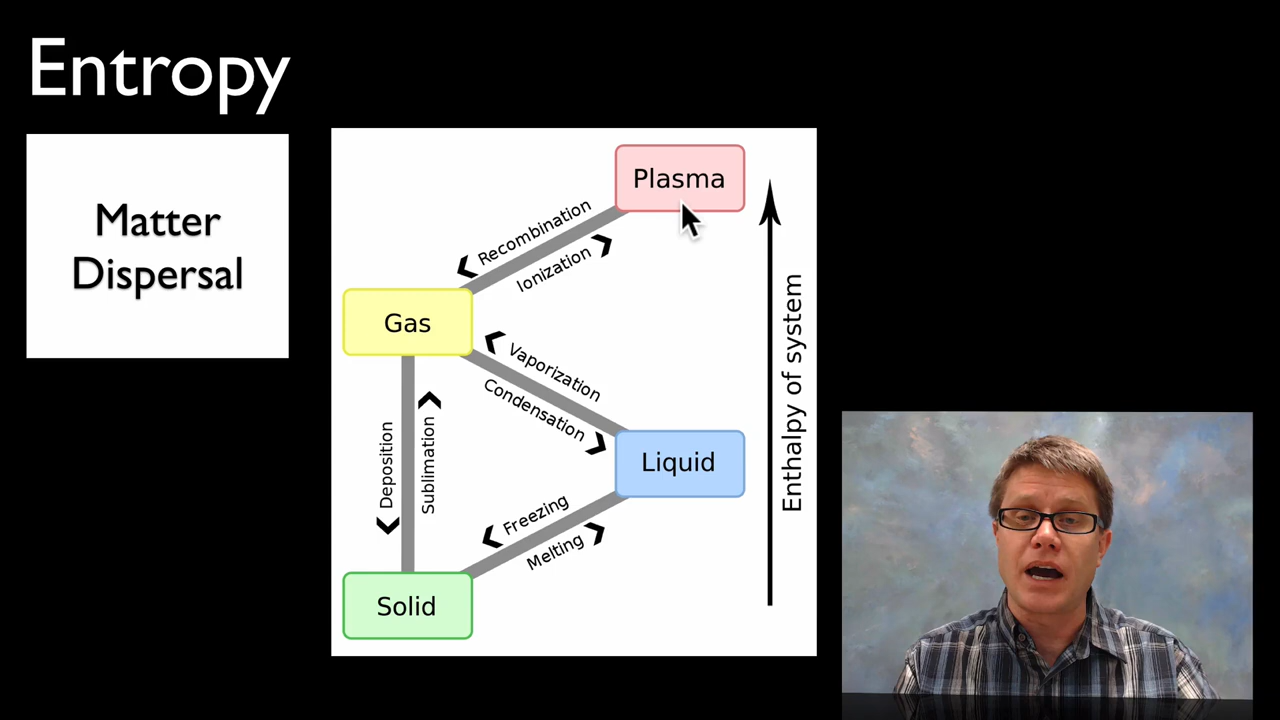 Entropy
Matter
Dispersal
Plasma
Recombination
Ionization
Gas
Vaporization
Condensation
Deposition
Sublimation
Liquid
Freezing
Melting
Solid
Enthalpy of system